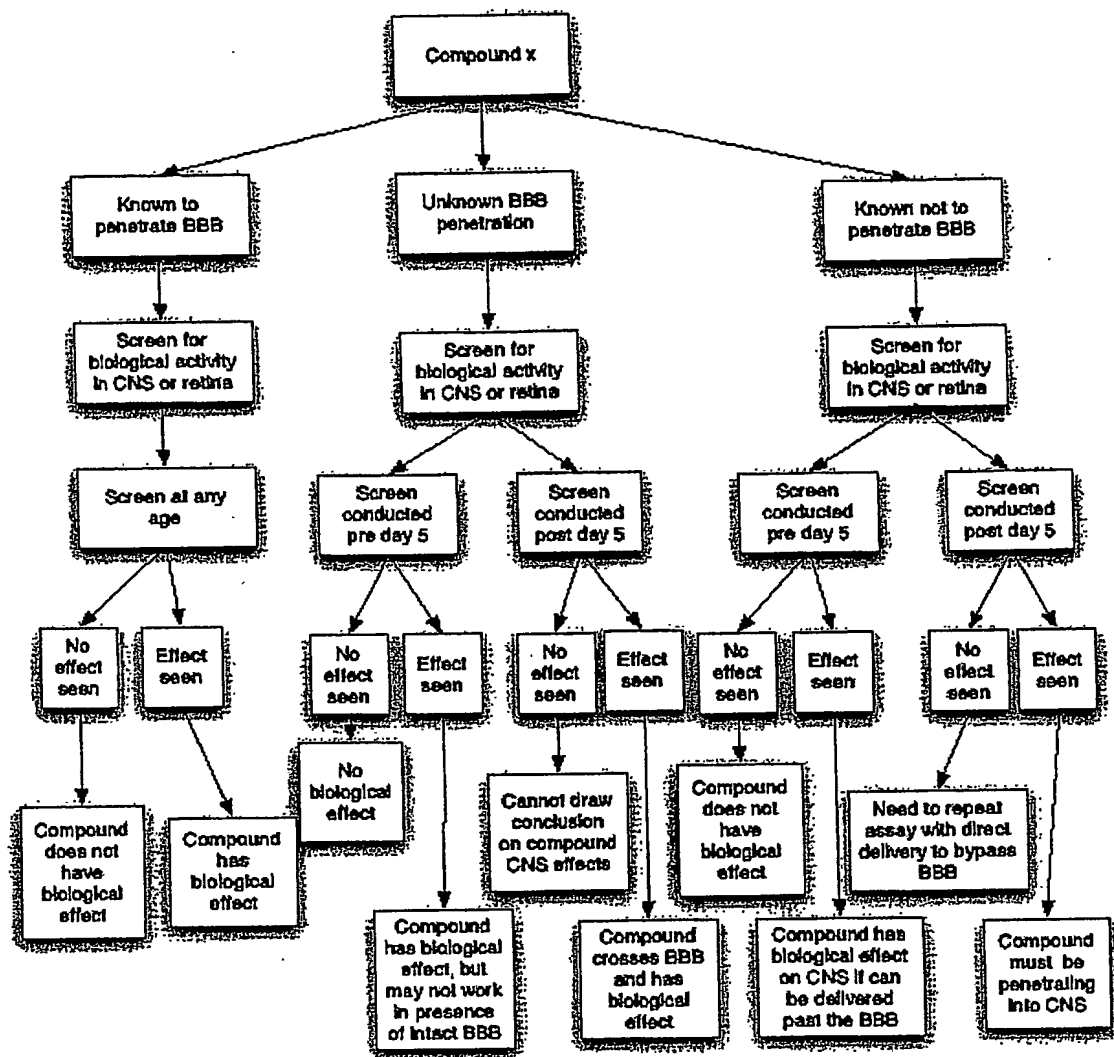 Compound x
Known to
penetrate BBB
Unknown BBB
penetration
Known not to
penetrate BBB
Screen for
biological activity
in CNS or retina
Screen for
biological activity
in CNS or retina
Screen for
biological activity
in CNS or retina
Screen at any
age
Screen
conducted
pre day 5
Screen
conducted
post day 5
Screen
conducted
pre day 5
Screen
conducted
post day 5
No
effect
seen
Effect
seen
No
effect
seen
Effect
seen
No
effect
seen
Effect
seen
No
effect
seen
Effect
seen
No
effect
seen
Effect
seen
Compound
does not
have
biological
effect
Compound
has
biological
effect
No
biological
effect
Compound
has biological
effect, but
may not work
in presence
of intact BBB
Cannot draw
conclusion
on compound
CNS effects
Compound
crosses BBB
and has
biological
effect
Compound
does not
have
biological
effect
Compound has
biological effect
on CNS if it can
be delivered
past the BBB
Need to repeat
assay with direct
delivery to bypass
BBB
Compound
must be
penetrating
into CNS